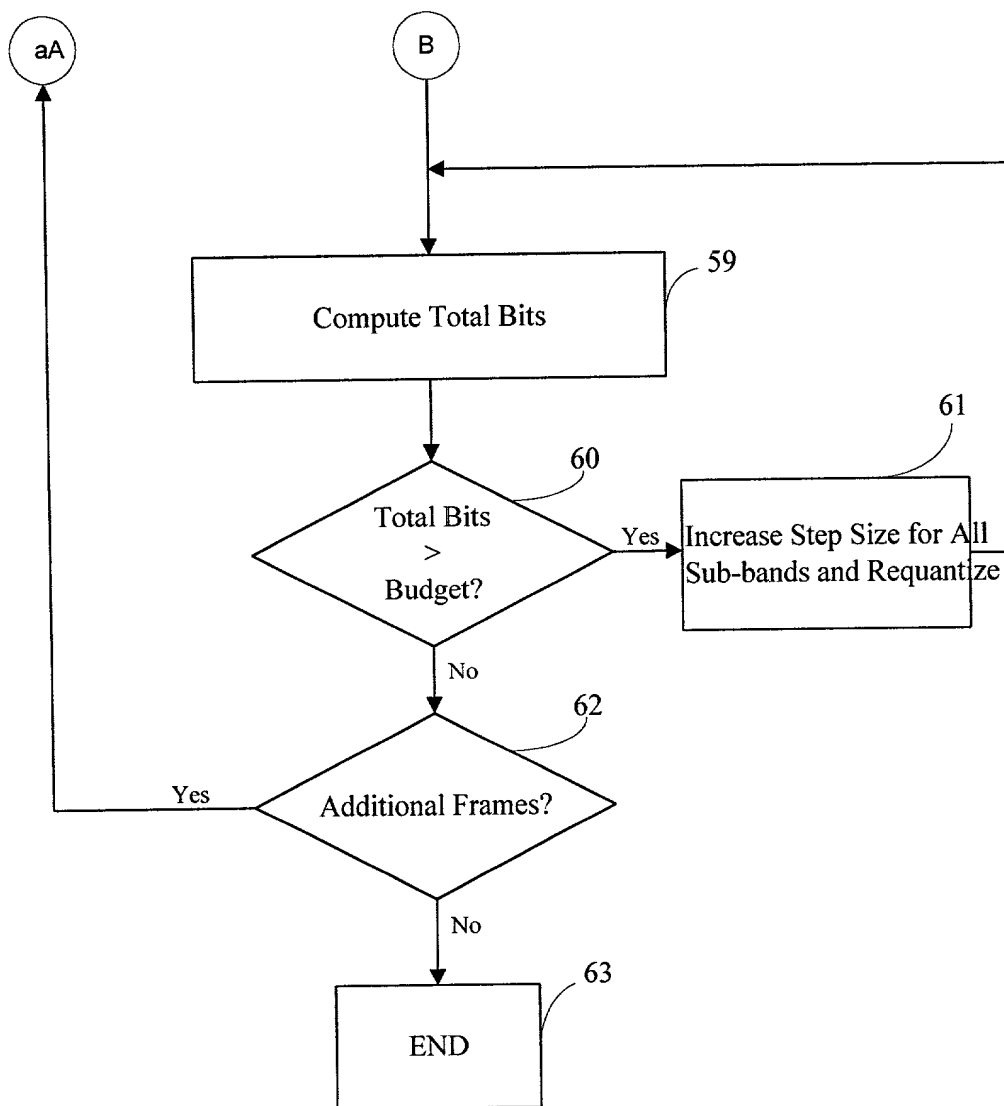 aA
B
59
Compute Total Bits
61
60
Total Bits
>
Budget?
Yes
Increase Step Size for All
Sub-bands and Requantize
No
62
Yes
Additional Frames?
No
63
END